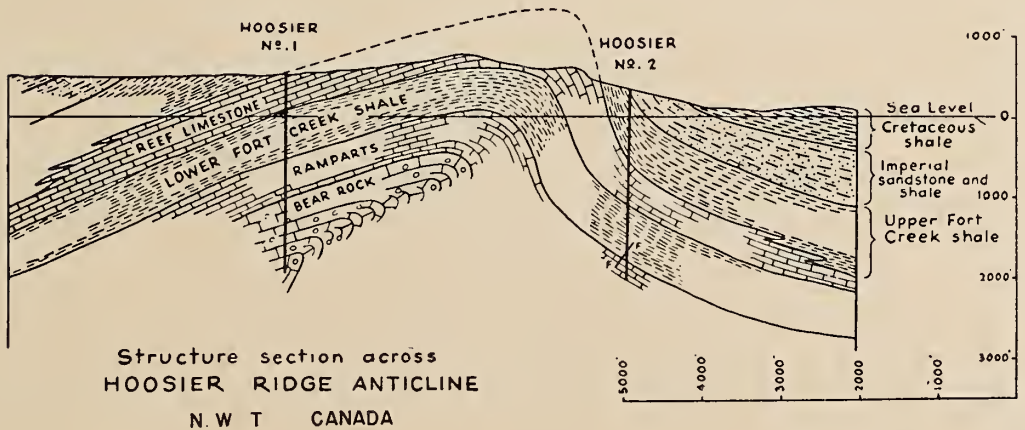 HOOSIER
Nº. 1
HOOSIER
Nº. 2
1000'
Sea Level
0
Cretaceous
shale
Imperial
sandstone and
shale
1000
Upper Fort
Creek shale
2000'
3000'
REEF LIMESTONE
LOWER FORT CREEK SHALE
RAMPARTS
BEAR ROCK
F
F
Structure section across
HOOSIER RIDGE ANTICLINE
N. W T CANADA
5000'
4000'
3000'
2000
1000'
0